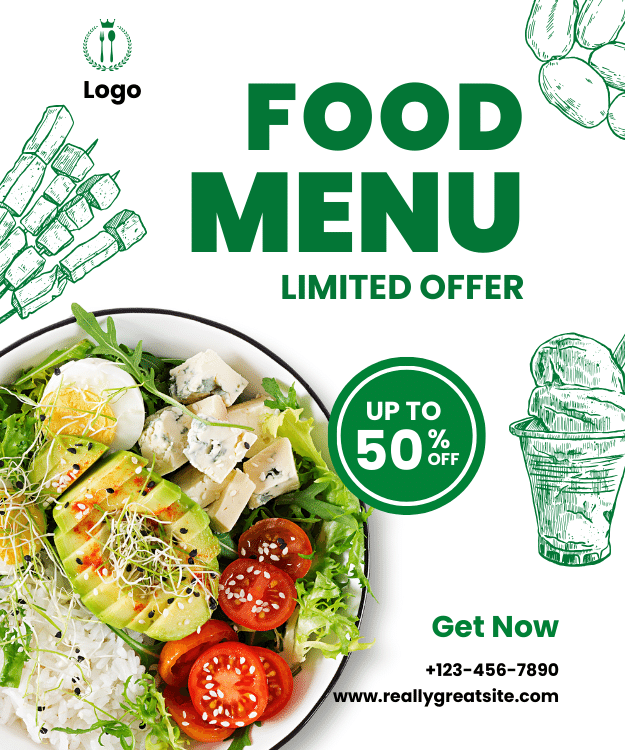 Logo
FOOD
MENU
LIMITED OFFER
UP TO
50%
OFF
Get Now
+123-456-7890
www.reallygreatsite.com